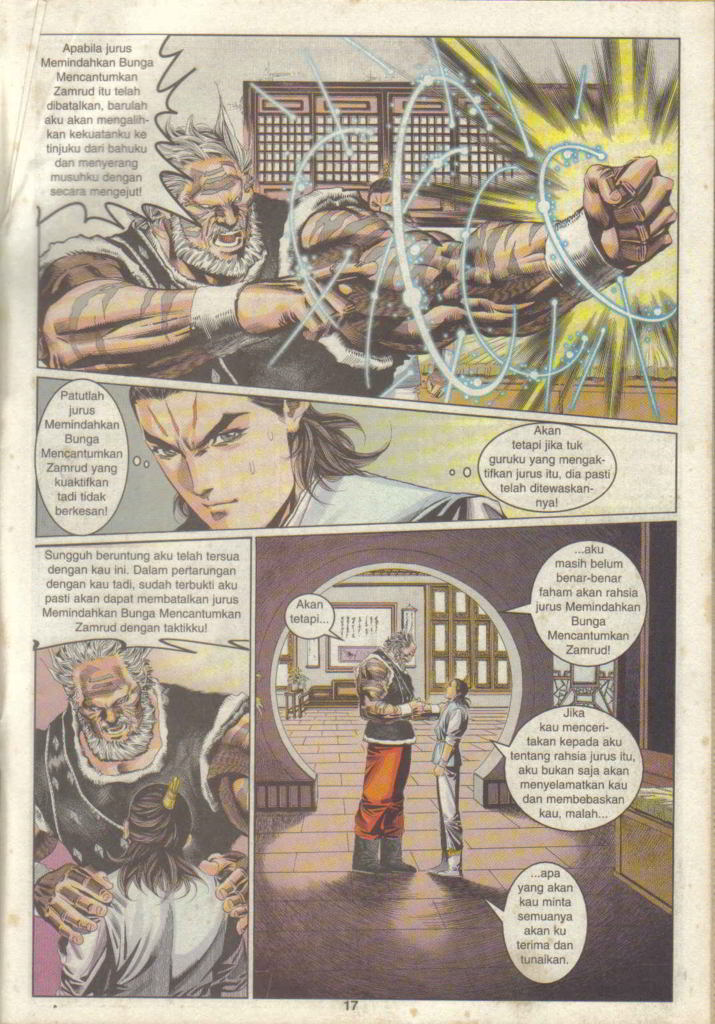 Apabila jurus
Memindahkan Bunga
Mencantumkan
Zamrud itu telah
dibatalkan, barulah
aku akan mengalih-
kan kekuatanku ke
tinjuku dari bahuku
dan menyerang
musuhku dengan
secara mengejut!
Patutlah
jurus
Memindahkan
Bunga
Mencantumkan
Zamrud yang
kuaktifkan
tadi tidak
berkesan!
Akan
tetapi jika tuk
guruku yang mengak-
tifkan jurus itu, dia pasti
telah ditewaskan-
nya!
Sungguh beruntung aku telah tersua
dengan kau ini. Dalam pertarungan
dengan kau tadi, sudah terbukti aku
pasti akan dapat membatalkan jurus
Memindahkan Bunga Mencantumkan
Zamrud dengan taktikku!
Akan
tetapi...
...aku
masih belum
benar-benar
faham akan rahsia
jurus Memindahkan
Bunga
Mencantumkan
Zamrud!
Jika
kau menceri-
takan kepada aku
tentang rahsia jurus itu,
aku bukan saja akan
menyelamatkan kau
dan membebaskan
kau, malah...
...apa
yang akan
kau minta
semuanya
akan ku
terima dan
tunaikan.
17